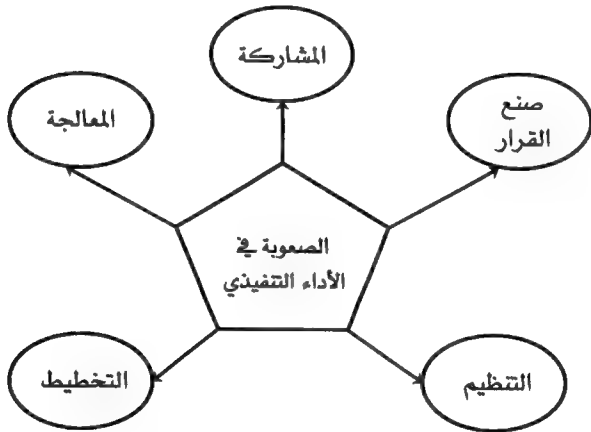 المشاركة
صنع
القرار
المعالجة
الصعوبة في
الأداء التنفيذي
التنظيم
التخطيط